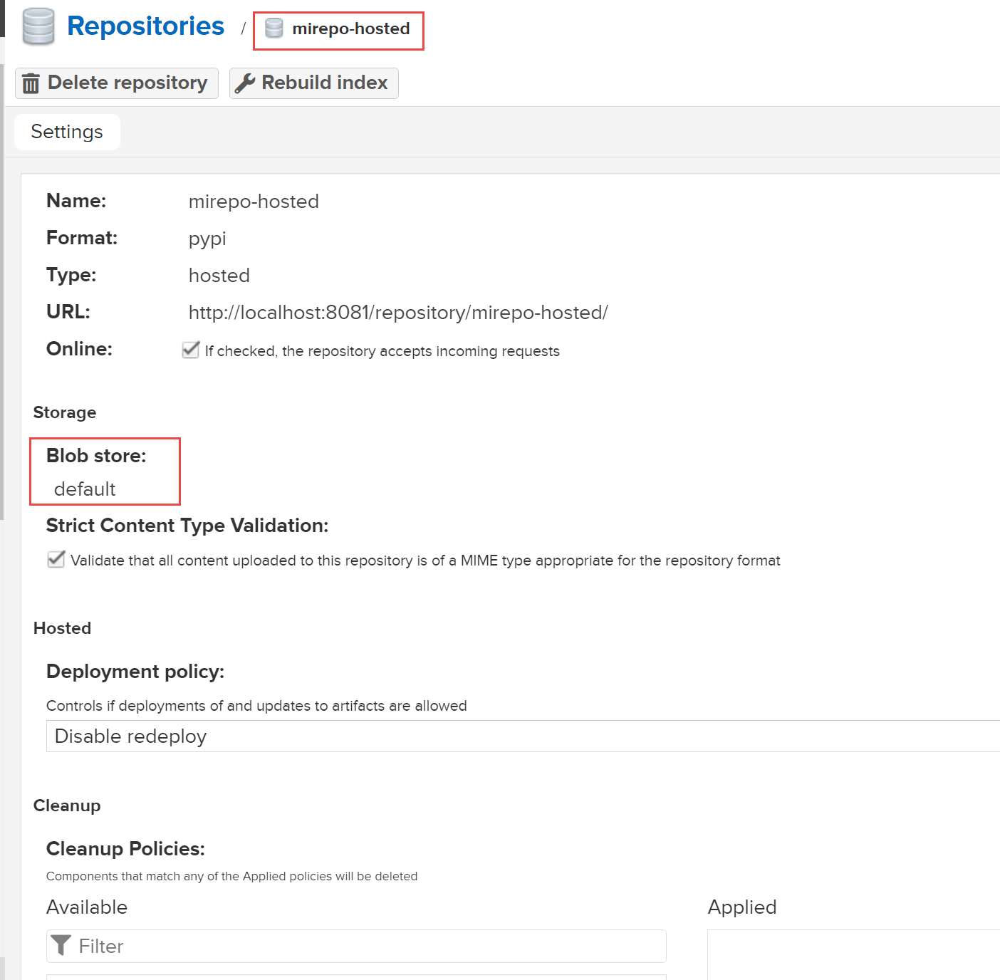 Repositories / mirepo-hosted
Delete repository Rebuild index
Settings
Name: mirepo-hosted
Format: pypi
Type: hosted
URL: http://localhost:8081/repository/mirepo-hosted/
Online: If checked, the repository accepts incoming requests
Storage
Blob store:
default
Strict Content Type Validation:
Validate that all content uploaded to this repository is of a MIME type appropriate for the repository format
Hosted
Deployment policy:
Controls if deployments of and updates to artifacts are allowed
Disable redeploy
Cleanup
Cleanup Policies:
Components that match any of the Applied policies will be deleted
Available Applied
Filter